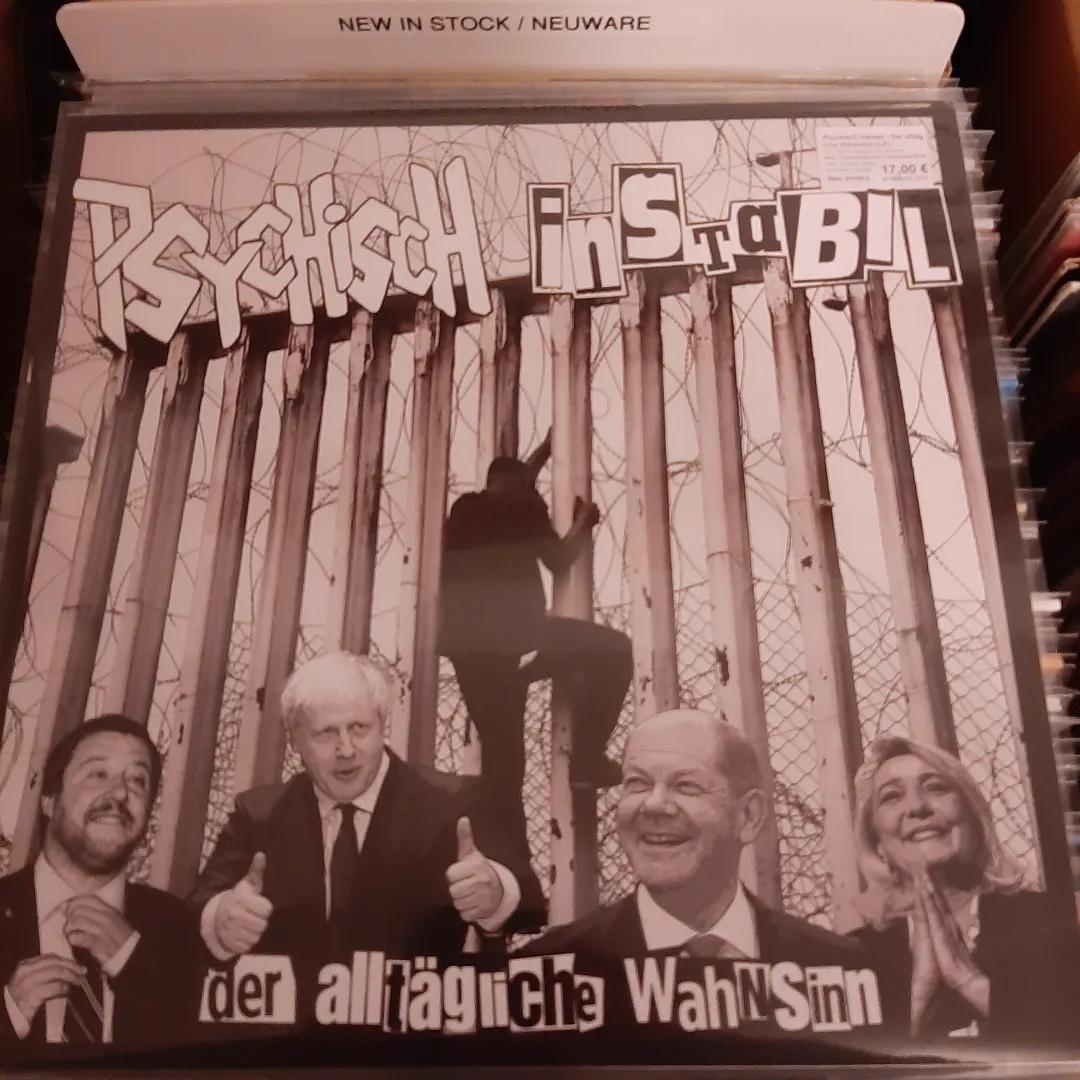 NEW IN STOCK / NEUWARE
17,00 €
PSYCHiSCH inSTaBIL
der alltägliche WahNSinn